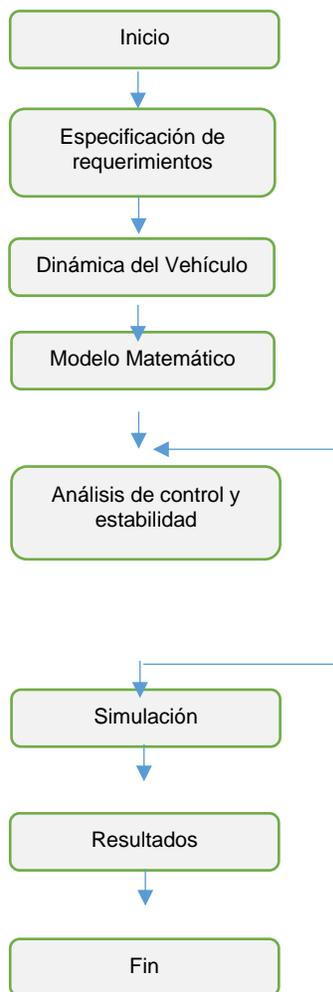 Inicio
Especificación de
requerimientos
Dinámica del Vehículo
Modelo Matemático
Análisis de control y
estabilidad
Simulación
Resultados
Fin